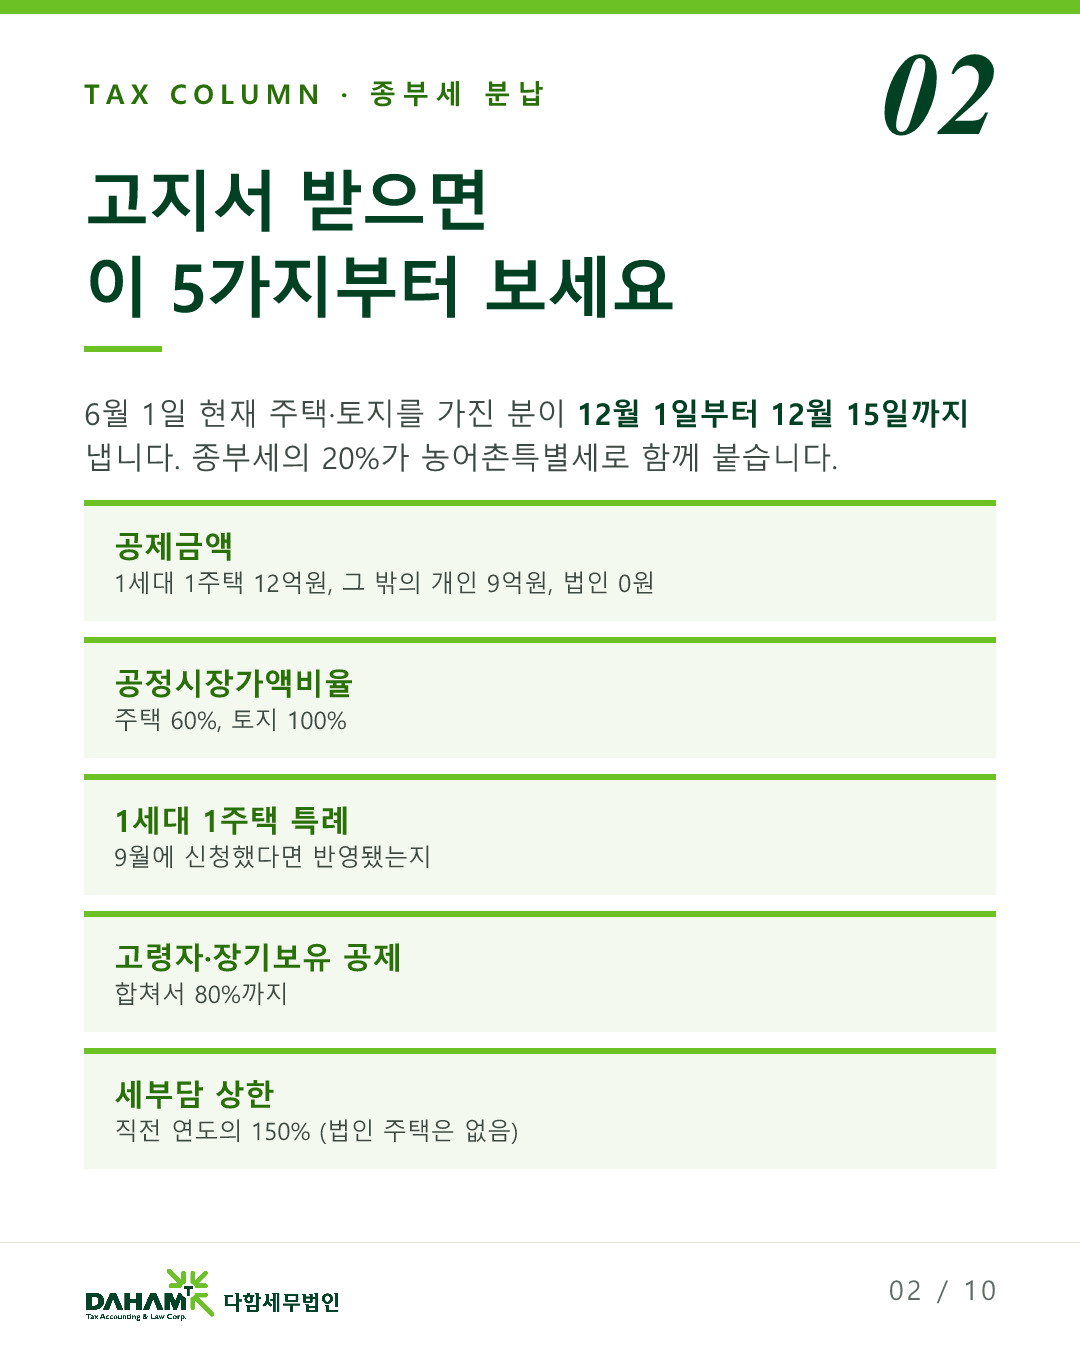 TAX COLUMN · 종부세 분납
02
고지서 받으면
이 5가지부터 보세요
6월 1일 현재 주택·토지를 가진 분이 12월 1일부터 12월 15일까지
냅니다. 종부세의 20%가 농어촌특별세로 함께 붙습니다.
공제금액
1세대 1주택 12억원, 그 밖의 개인 9억원, 법인 0원
공정시장가액비율
주택 60%, 토지 100%
1세대 1주택 특례
9월에 신청했다면 반영됐는지
고령자·장기보유 공제
합쳐서 80%까지
세부담 상한
직전 연도의 150% (법인 주택은 없음)
DAHAM T
Tax Accounting & Law Corp.
다함세무법인
02 / 10